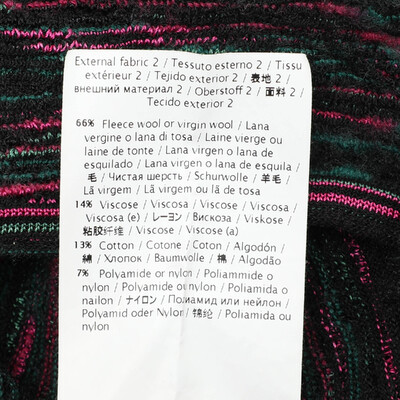 External fabric 2 / Tessuto esterno 2 / Tissu
extérieur 2 / Tejido exterior 2 / 表地 2 /
внешний материал 2 / Oberstoff 2 / 面料 2 /
Tecido exterior 2
66% Fleece wool or virgin wool / Lana
vergine o lana di tosa / Laine vierge ou
laine de tonte / Lana virgen o lana de
esquilado / Lana virgen o lana de esquila /
毛 / Чистая шерсть / Schurwolle / 羊毛 /
Lã virgem / Lã virgem ou lã de tosa
14% Viscose / Viscosa / Viscose / Viscosa /
Viscosa (e) / レーヨン / Вискоза / Viskose /
粘胶纤维 / Viscose / Viscose (a)
13% Cotton / Cotone / Coton / Algodón /
綿 / Хлопок / Baumwolle / 棉 / Algodão
7% Polyamide or nylon / Poliammide o
nylon / Polyamide ou nylon / Poliamida o
nailon / ナイロン / Полиамид или нейлон /
Polyamid oder Nylon / 锦纶 / Poliamida ou
nylon